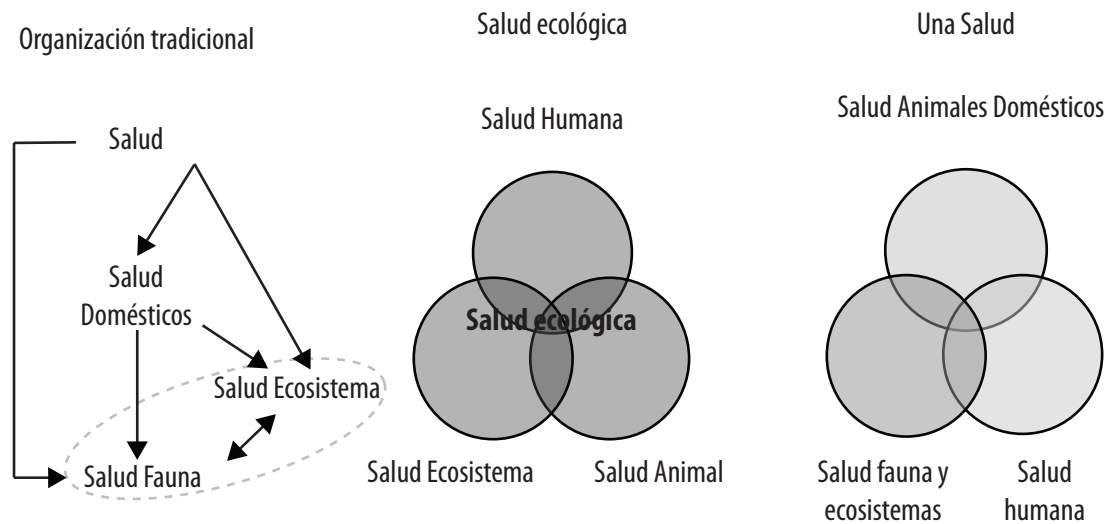 Organización tradicional
Salud
Salud
Domésticos
Salud Ecosistema
Salud Fauna
Salud ecológica
Salud Humana
Salud ecológica
Salud Ecosistema
Salud Animal
Una Salud
Salud Animales Domésticos
Salud fauna y
ecosistemas
Salud
humana